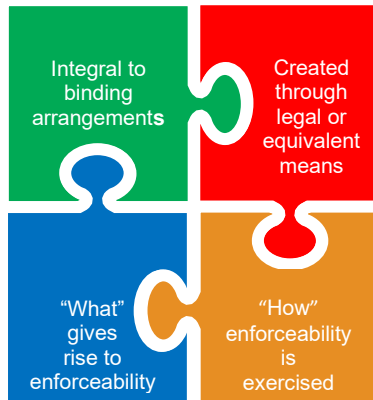 Integral to
binding
arrangements
Created
through
legal or
equivalent
means
“What”
gives
rise to
enforceability
“How”
enforceability
is
exercised